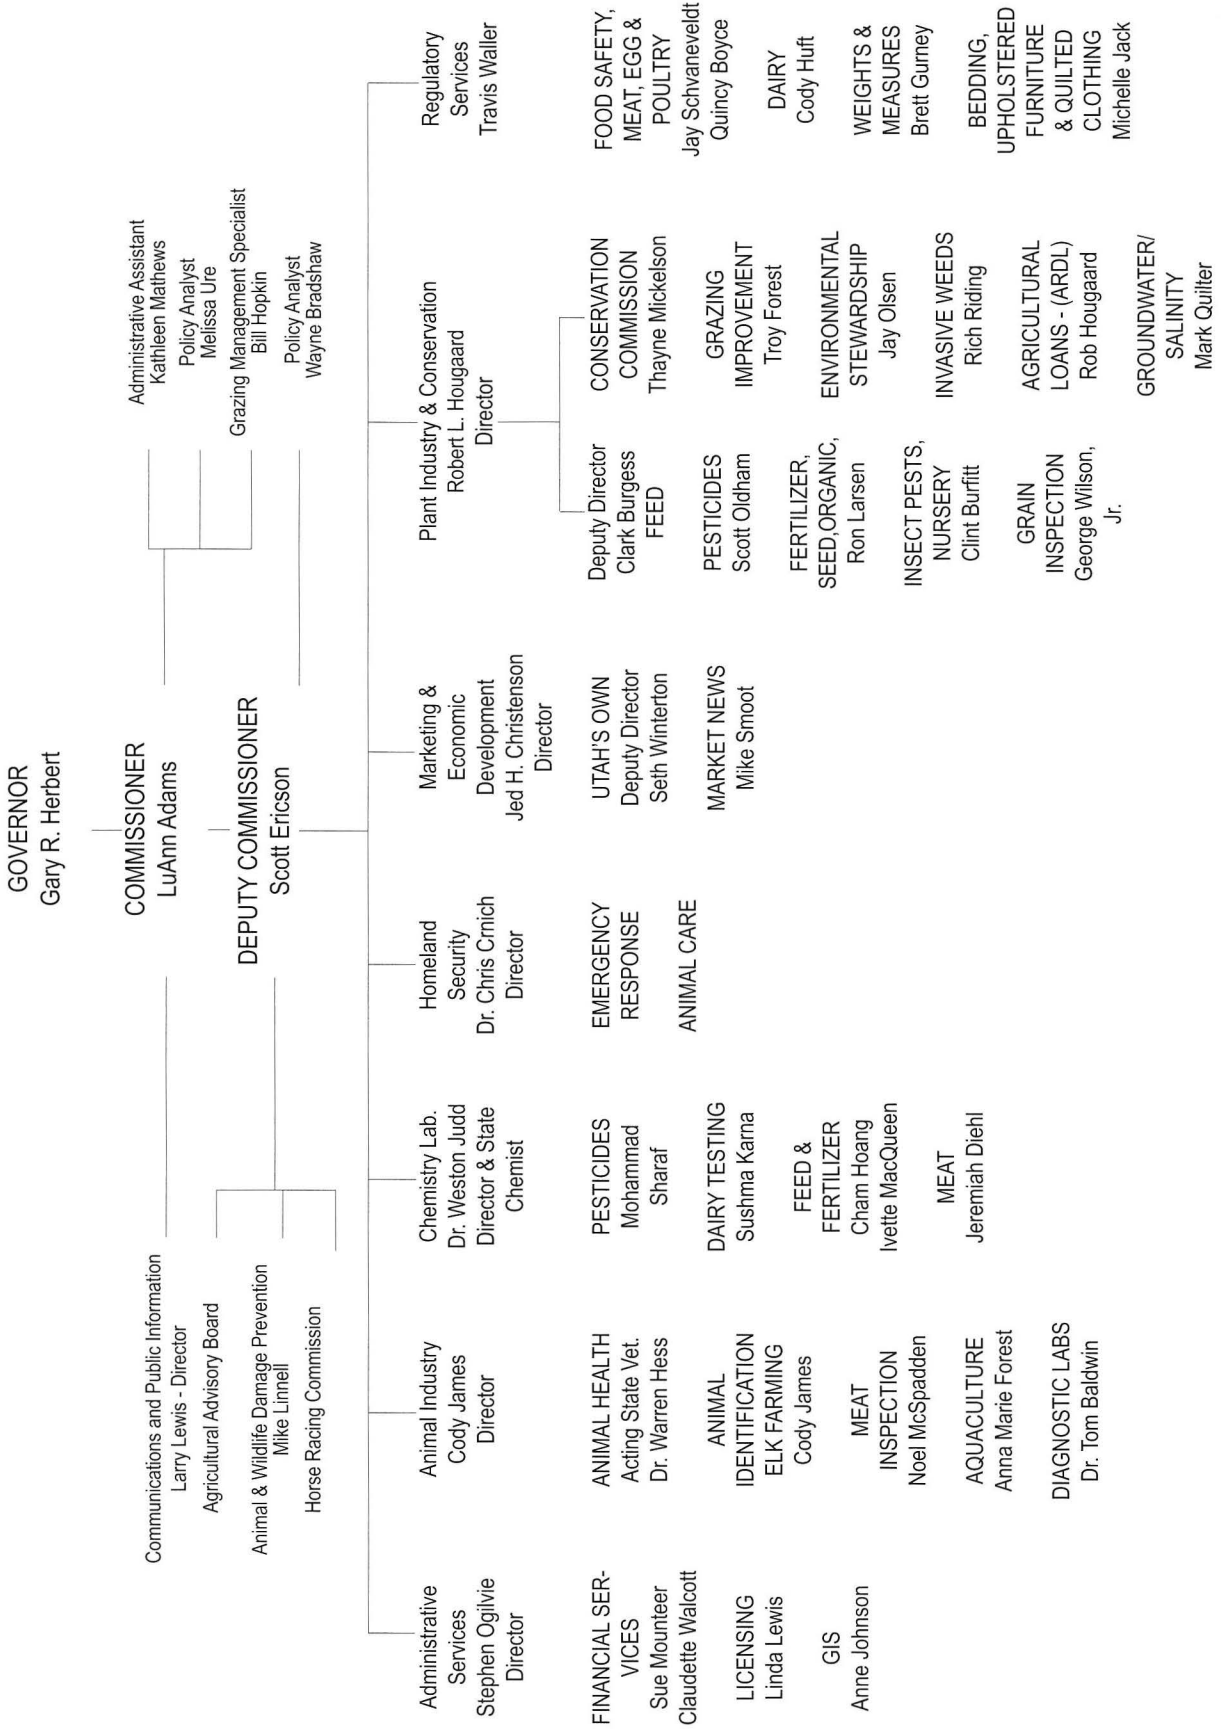 GOVERNOR
Gary R. Herbert
COMMISSIONER
LuAnn Adams
DEPUTY COMMISSIONER
Scott Ericson
Communications and Public Information
Larry Lewis - Director
Agricultural Advisory Board
Animal & Wildlife Damage Prevention
Mike Linnell
Horse Racing Commission
Administrative Assistant
Kathleen Mathews
Policy Analyst
Melissa Ure
Grazing Management Specialist
Bill Hopkin
Policy Analyst
Wayne Bradshaw
Administrative
Services
Stephen Ogilvie
Director
FINANCIAL SER-
VICES
Sue Mounteer
Claudette Walcott
LICENSING
Linda Lewis
GIS
Anne Johnson
Animal Industry
Cody James
Director
ANIMAL HEALTH
Acting State Vet.
Dr. Warren Hess
ANIMAL
IDENTIFICATION
ELK FARMING
Cody James
MEAT
INSPECTION
Noel McSpadden
AQUACULTURE
Anna Marie Forest
DIAGNOSTIC LABS
Dr. Tom Baldwin
Chemistry Lab.
Dr. Weston Judd
Director & State
Chemist
PESTICIDES
Mohammad
Sharaf
DAIRY TESTING
Sushma Karna
FEED &
FERTILIZER
Cham Hoang
Ivette MacQueen
MEAT
Jeremiah Diehl
Homeland
Security
Dr. Chris Crnich
Director
EMERGENCY
RESPONSE
ANIMAL CARE
Marketing &
Economic
Development
Jed H. Christenson
Director
UTAH'S OWN
Deputy Director
Seth Winterton
MARKET NEWS
Mike Smoot
Plant Industry & Conservation
Robert L. Hougaard
Director
Deputy Director
Clark Burgess
FEED
PESTICIDES
Scott Oldham
FERTILIZER,
SEED,ORGANIC,
Ron Larsen
INSECT PESTS,
NURSERY
Clint Burfitt
GRAIN
INSPECTION
George Wilson,
Jr.
CONSERVATION
COMMISSION
Thayne Mickelson
GRAZING
IMPROVEMENT
Troy Forest
ENVIRONMENTAL
STEWARDSHIP
Jay Olsen
INVASIVE WEEDS
Rich Riding
AGRICULTURAL
LOANS - (ARDL)
Rob Hougaard
GROUNDWATER/
SALINITY
Mark Quilter
Regulatory
Services
Travis Waller
FOOD SAFETY,
MEAT, EGG &
POULTRY
Jay Schvaneveldt
Quincy Boyce
DAIRY
Cody Huft
WEIGHTS &
MEASURES
Brett Gurney
BEDDING,
UPHOLSTERED
FURNITURE
& QUILTED
CLOTHING
Michelle Jack